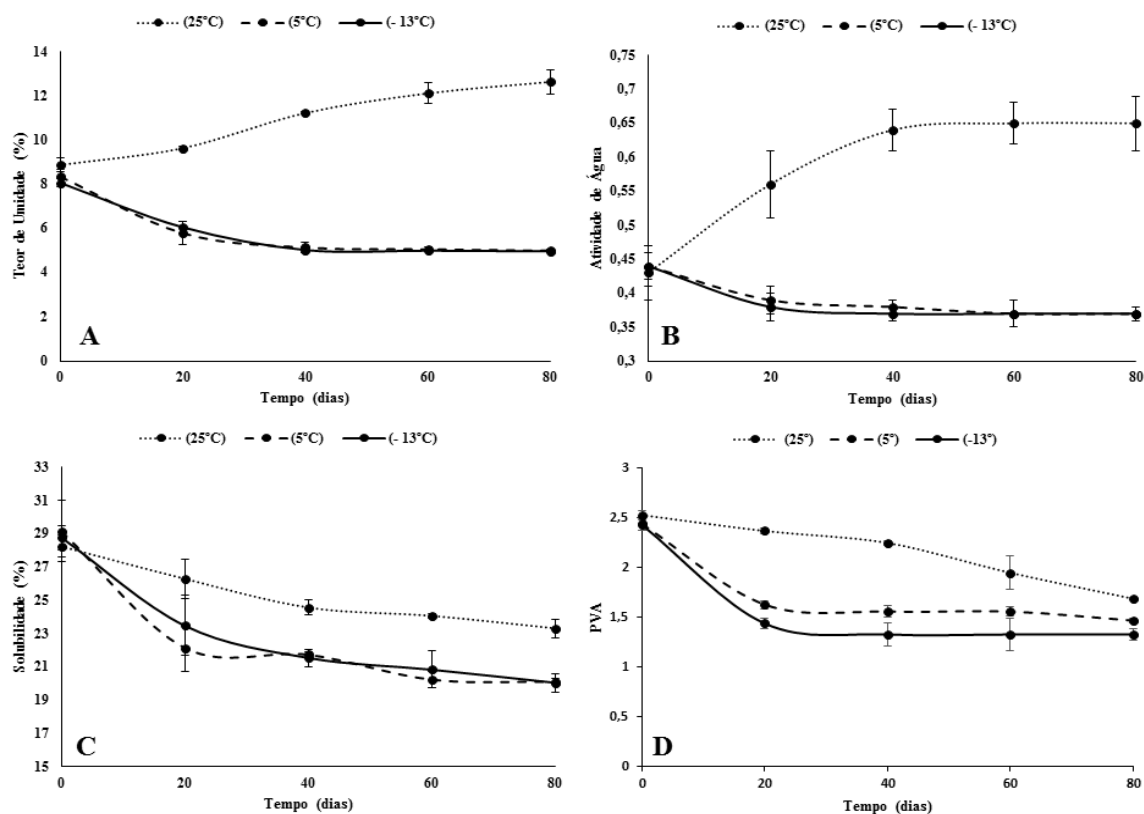 (25°C) (5°C) (- 13°C)
14
12
10
8
6
4
2
0
Teor de Umidade (%)
A
0 20 40 60 80
Tempo (dias)
(25°C) (5°C) (- 13°C)
0,75
0,7
0,65
0,6
0,55
0,5
0,45
0,4
0,35
0,3
Atividade de Água
B
0 20 40 60 80
Tempo (dias)
(25°C) (5°C) (- 13°C)
33
31
29
27
25
23
21
19
17
15
Solubilidade (%)
C
0 20 40 60 80
Tempo (dias)
(25°) (5°) (-13°)
3
2,5
2
1,5
1
0,5
0
PVA
D
0 20 40 60 80
Tempo (dias)